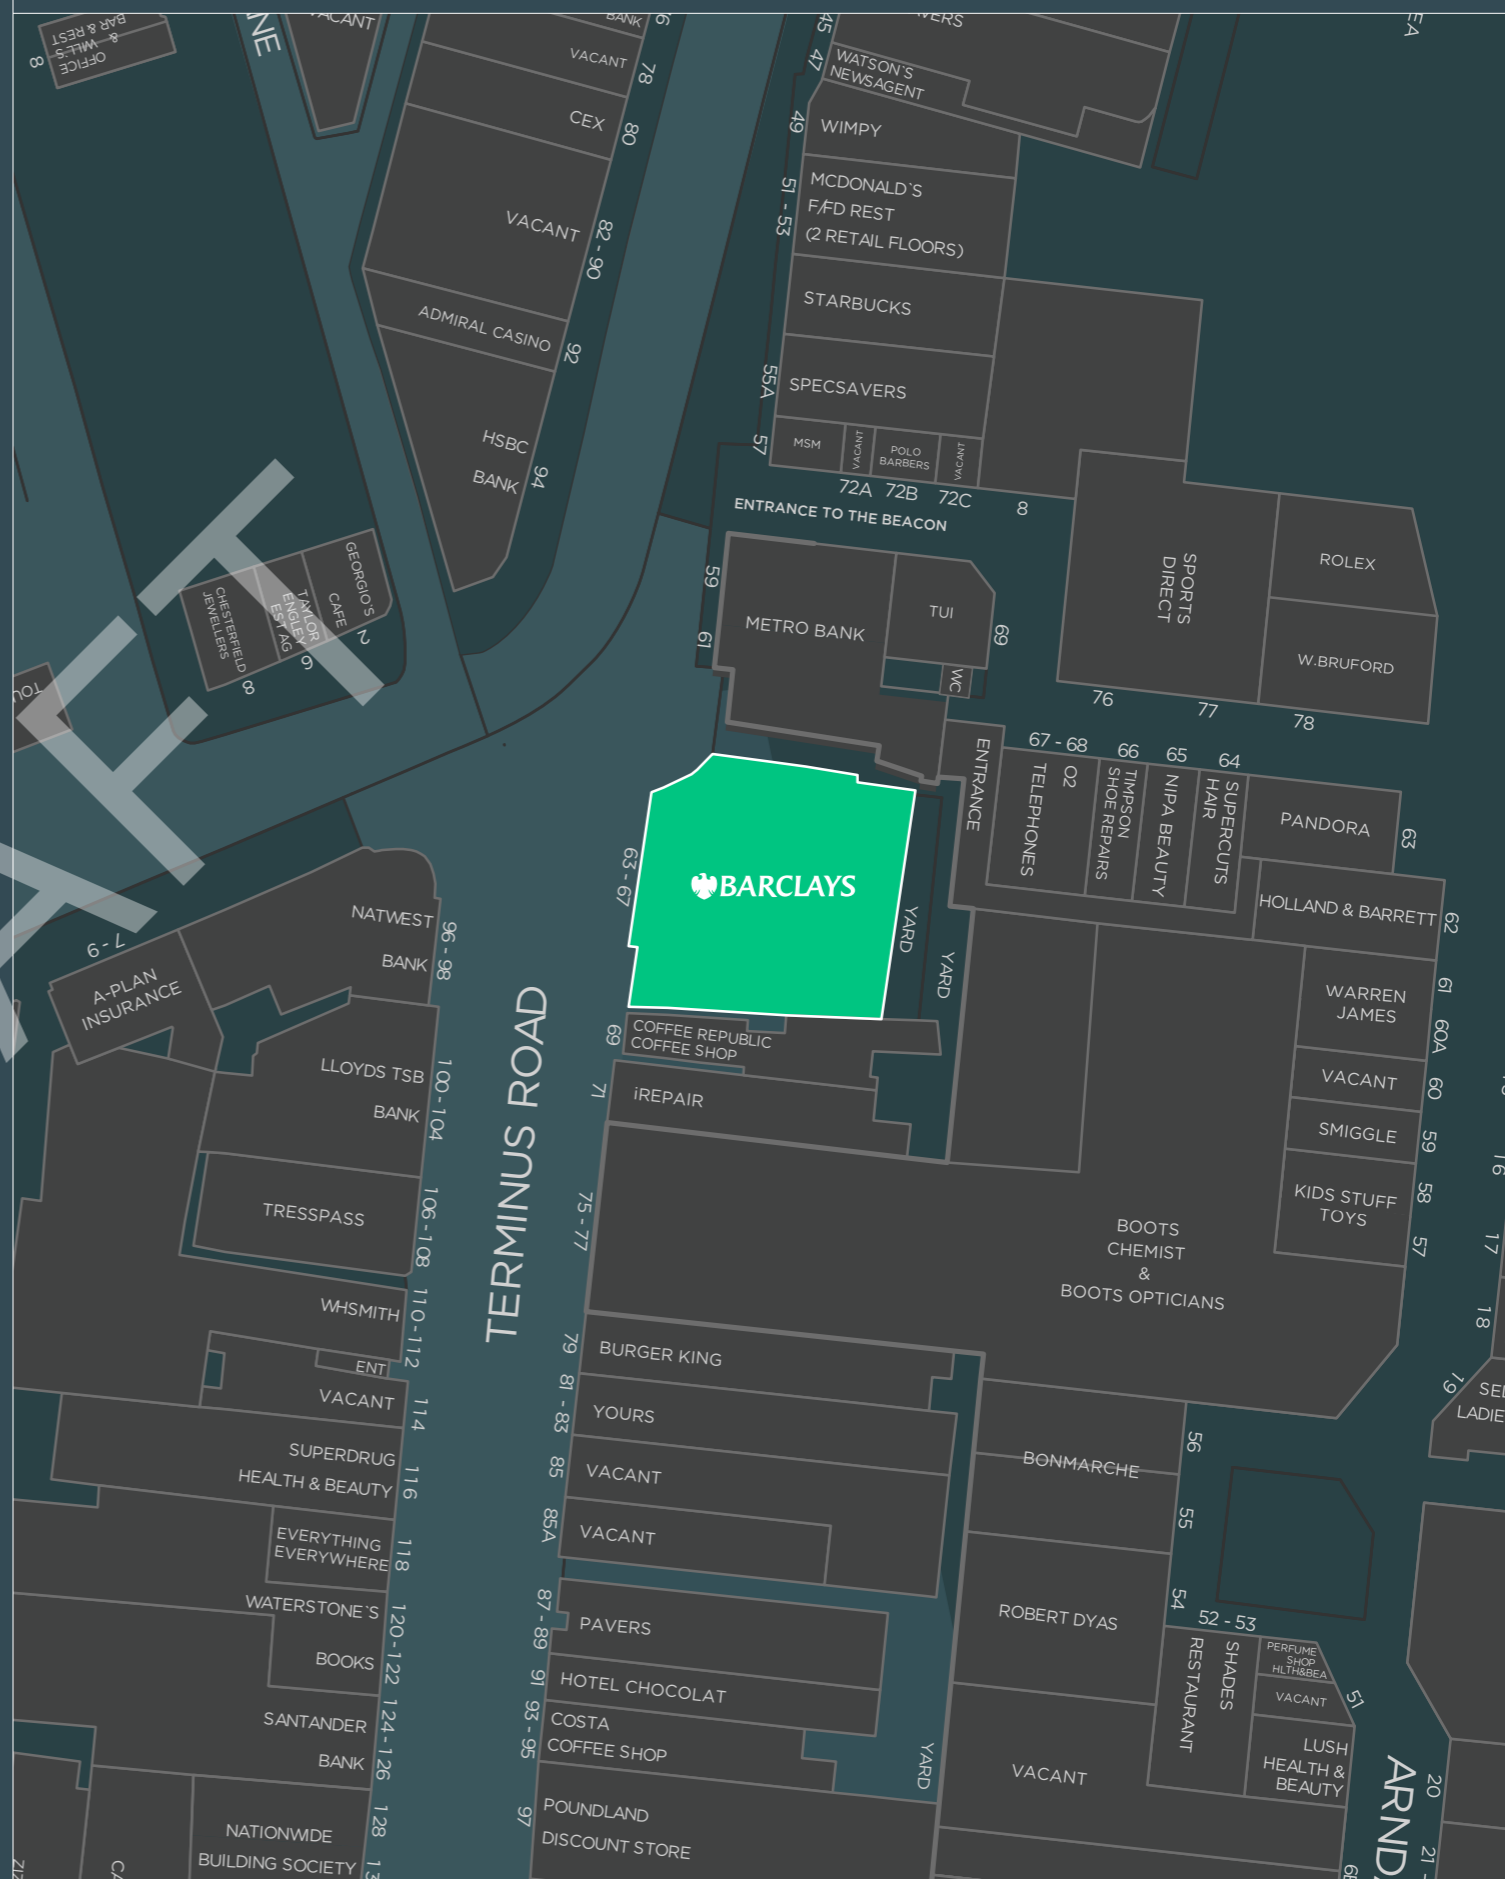 BAR & REST
& WILL'S
OFFICE
8
VACANT
BANK
76
VACANT
78
CEX
80
VACANT
82 - 90
ADMIRAL CASINO
92
HSBC
BANK
94
45
47
WATSON'S
NEWSAGENT
49
WIMPY
51 - 53
MCDONALD`S
F/FD REST
(2 RETAIL FLOORS)
STARBUCKS
55A
SPECSAVERS
57
MSM
VACANT
POLO
BARBERS
VACANT
72A
72B
72C
8
ENTRANCE TO THE BEACON
59
61
METRO BANK
TUI
69
WC
SPORTS
DIRECT
ROLEX
W.BRUFORD
76
77
78
GEORGIO'S
CAFE
2
TAYLOR
ENGLEY
EST AG
6
CHESTERFIELD
JEWELLERS
8
ENTRANCE
67 - 68
O2
TELEPHONES
66
TIMPSON
SHOE REPAIRS
65
NIPA BEAUTY
64
SUPERCUTS
HAIR
PANDORA
63
HOLLAND & BARRETT
62
63 - 67
BARCLAYS
YARD
YARD
NATWEST
BANK
96 - 98
7 - 9
A-PLAN
INSURANCE
LLOYDS TSB
BANK
100 - 104
TERMINUS ROAD
69
COFFEE REPUBLIC
COFFEE SHOP
71
iREPAIR
61
WARREN
JAMES
60A
VACANT
60
SMIGGLE
59
KIDS STUFF
TOYS
58
57
16
17
18
TRESSPASS
106 - 108
75 - 77
BOOTS
CHEMIST
&
BOOTS OPTICIANS
WHSMITH
110 - 112
ENT
VACANT
114
79
BURGER KING
81 - 83
YOURS
85
VACANT
85A
VACANT
SUPERDRUG
HEALTH & BEAUTY
116
EVERYTHING
EVERYWHERE
118
WATERSTONE'S
BOOKS
120 - 122
BONMARCHE
56
55
54
79
ROBERT DYAS
52 - 53
SHADES
RESTAURANT
PERFUME
SHOP
HLTH&BEA
VACANT
51
LUSH
HEALTH &
BEAUTY
87 - 89
PAVERS
91
HOTEL CHOCOLAT
93 - 95
COSTA
COFFEE SHOP
YARD
VACANT
SANTANDER
BANK
124 - 126
97
POUNDLAND
DISCOUNT STORE
128
NATIONWIDE
BUILDING SOCIETY
ARND
20
21